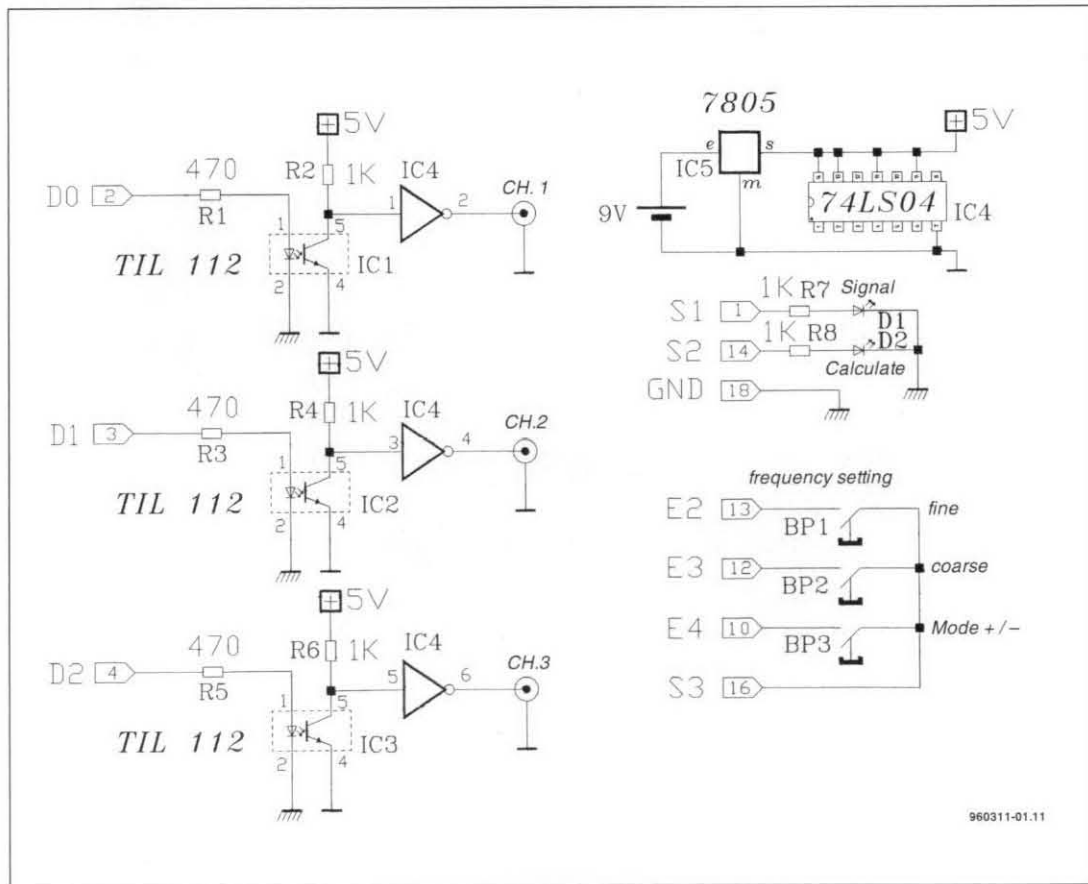 5V
470
R2
1K
IC4
CH. 1
D0
2
R1
1
2
1
5
TIL 112
IC1
2
4
5V
470
R4
1K
IC4
CH.2
D1
3
R3
3
4
1
5
TIL 112
IC2
2
4
5V
470
R6
1K
IC4
CH.3
D2
4
R5
5
6
1
5
TIL 112
IC3
2
4
7805
5V
e
s
IC5
m
9V
74LS04
IC4
1K
R7
Signal
S1
1
D1
1K
R8
D2
S2
14
Calculate
GND
18
frequency setting
E2
13
BP1
fine
E3
12
BP2
coarse
E4
10
BP3
Mode + / –
S3
16
960311-01.11